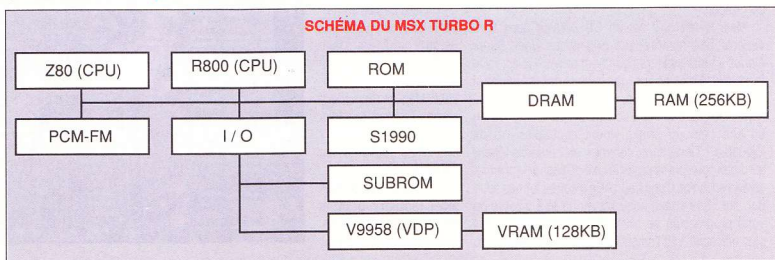 SCHÉMA DU MSX TURBO R
Z80 (CPU)
R800 (CPU)
ROM
DRAM
RAM (256KB)
PCM-FM
I / O
S1990
SUBROM
V9958 (VDP)
VRAM (128KB)